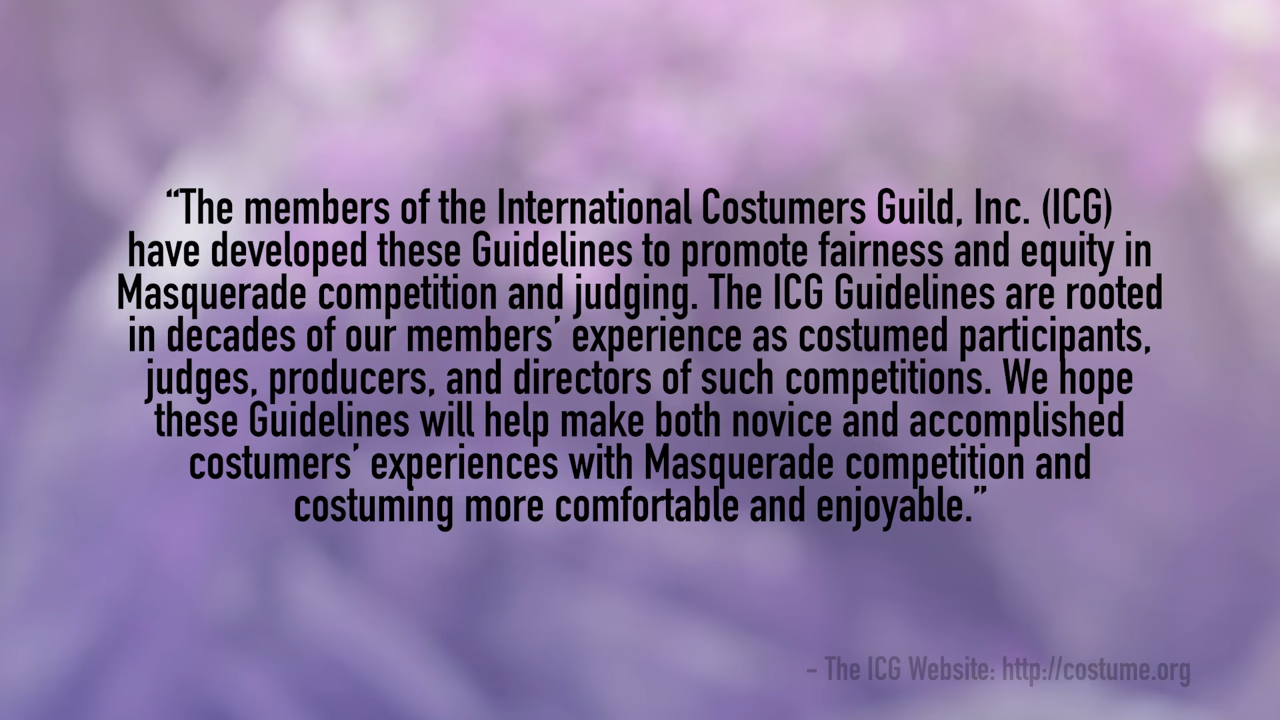 “The members of the International Costumers Guild, Inc. (ICG)
have developed these Guidelines to promote fairness and equity in
Masquerade competition and judging. The ICG Guidelines are rooted
in decades of our members’ experience as costumed participants,
judges, producers, and directors of such competitions. We hope
these Guidelines will help make both novice and accomplished
costumers’ experiences with Masquerade competition and
costuming more comfortable and enjoyable.”
– The ICG Website: http://costume.org